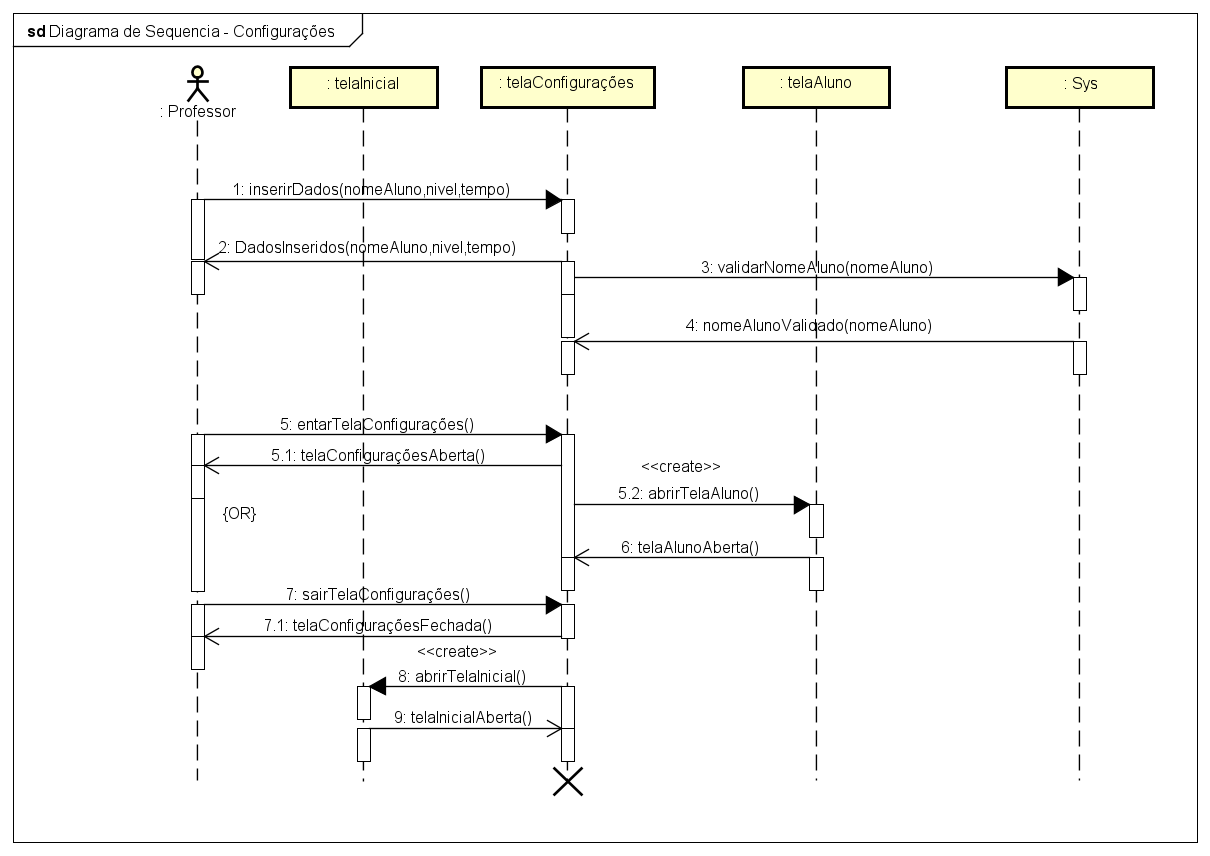 sd Diagrama de Sequencia - Configurações
: Professor
: telaInicial
: telaConfigurações
: telaAluno
: Sys
1: inserirDados(nomeAluno,nivel,tempo)
2: DadosInseridos(nomeAluno,nivel,tempo)
3: validarNomeAluno(nomeAluno)
4: nomeAlunoValidado(nomeAluno)
5: entarTelaConfigurações()
5.1: telaConfiguraçõesAberta()
<<create>>
5.2: abrirTelaAluno()
{OR}
6: telaAlunoAberta()
7: sairTelaConfigurações()
7.1: telaConfiguraçõesFechada()
<<create>>
8: abrirTelaInicial()
9: telaInicialAberta()